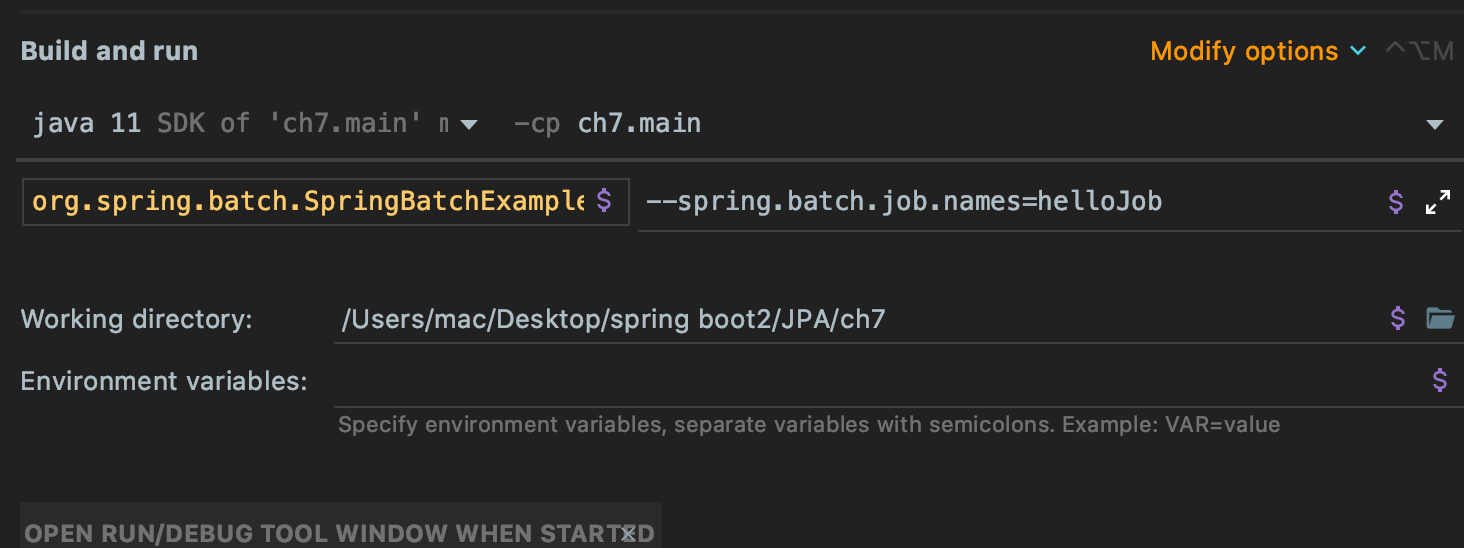 Build and run
Modify options ⌃⌥M
java 11 SDK of 'ch7.main' -cp ch7.main
org.spring.batch.SpringBatchExample $ --spring.batch.job.names=helloJob $
Working directory: /Users/mac/Desktop/spring boot2/JPA/ch7 $
Environment variables: $
Specify environment variables, separate variables with semicolons. Example: VAR=value
OPEN RUN/DEBUG TOOL WINDOW WHEN STARTED